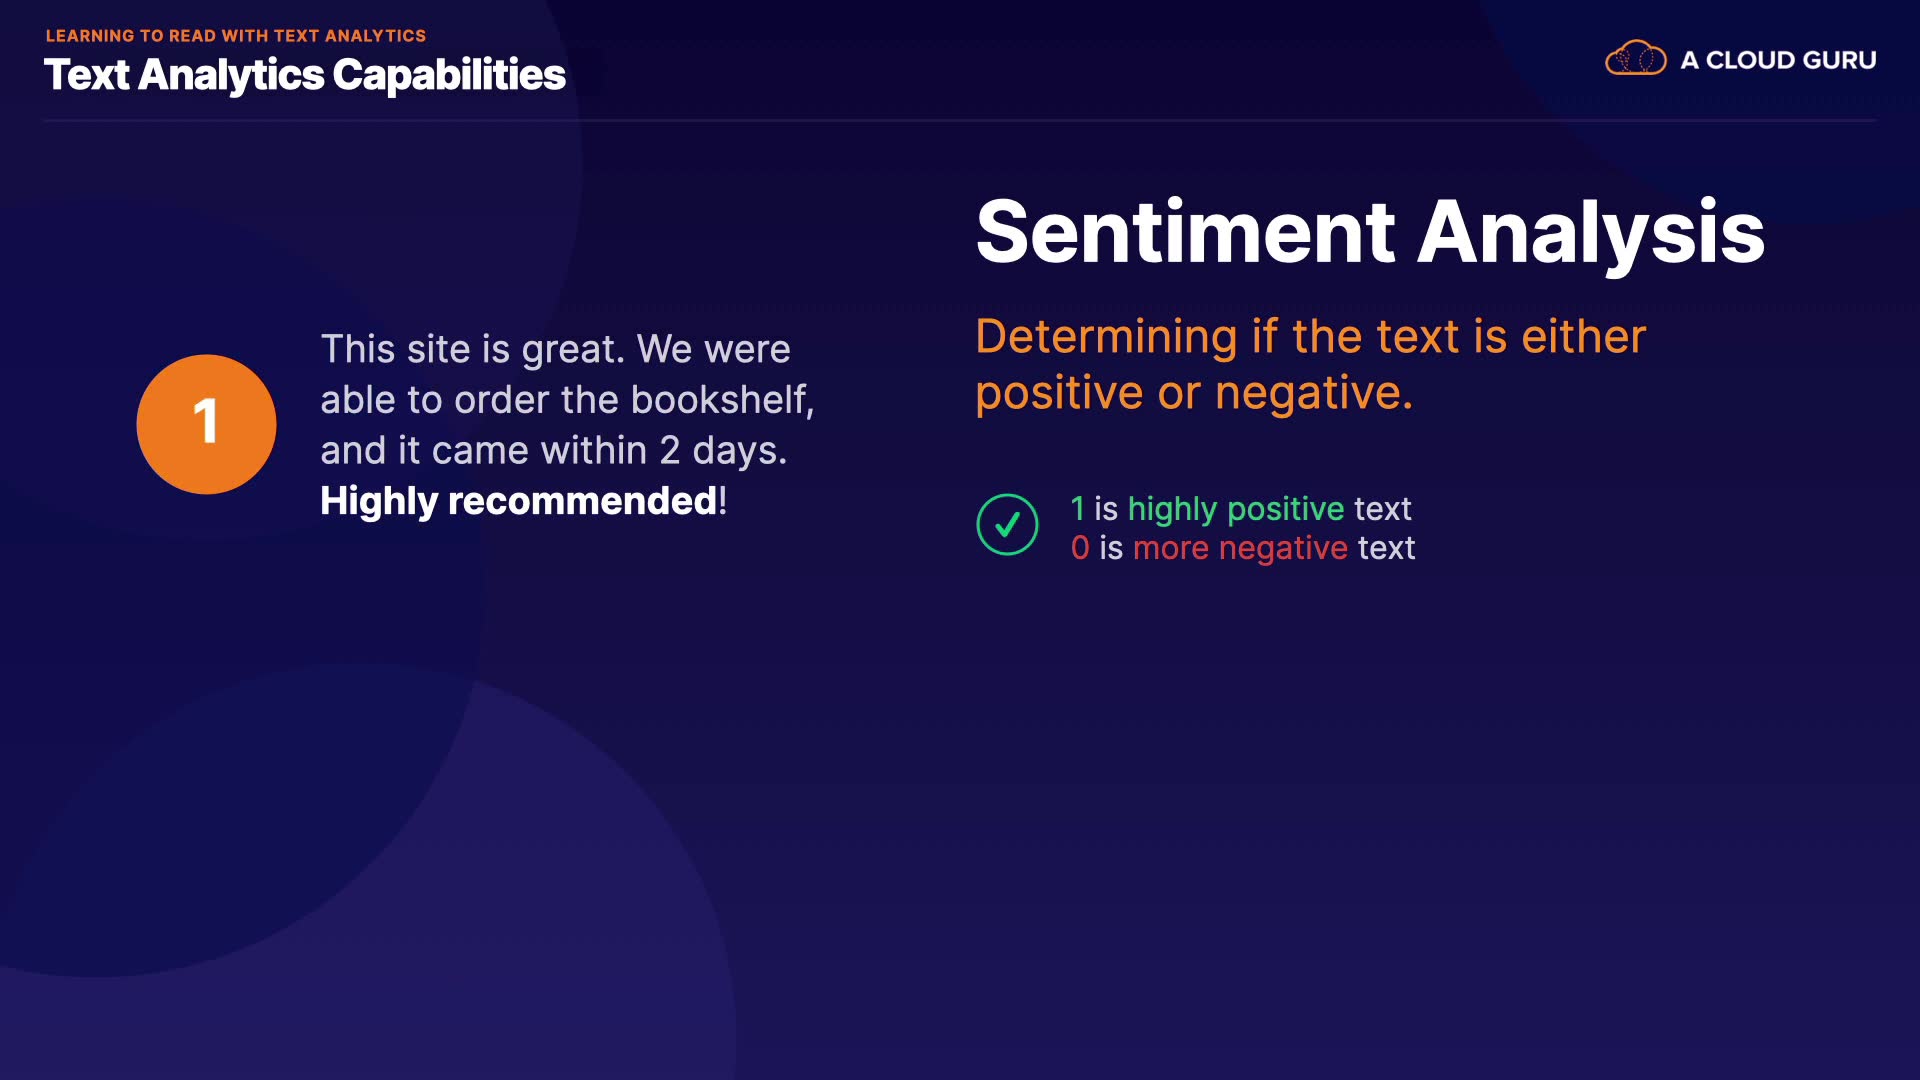 LEARNING TO READ WITH TEXT ANALYTICS
Text Analytics Capabilities
A CLOUD GURU
1
This site is great. We were
able to order the bookshelf,
and it came within 2 days.
Highly recommended!
Sentiment Analysis
Determining if the text is either
positive or negative.
1 is highly positive text
0 is more negative text